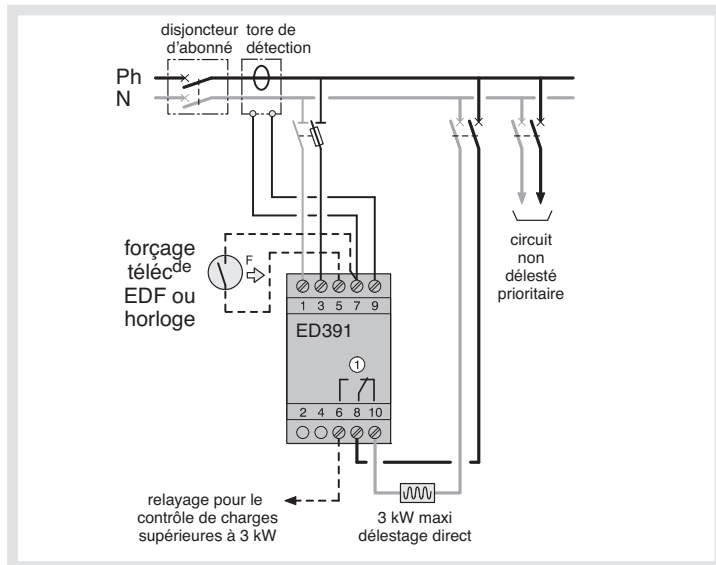 disjoncteur
d'abonné
tore de
détection
Ph
N
forçage
téléc de
EDF ou
horloge
F
circuit
non
délesté
prioritaire
1 3 5 7 9
ED391
1
2 4 6 8 10
relayage pour le
contrôle de charges
supérieures à 3 kW
3 kW maxi
délestage direct